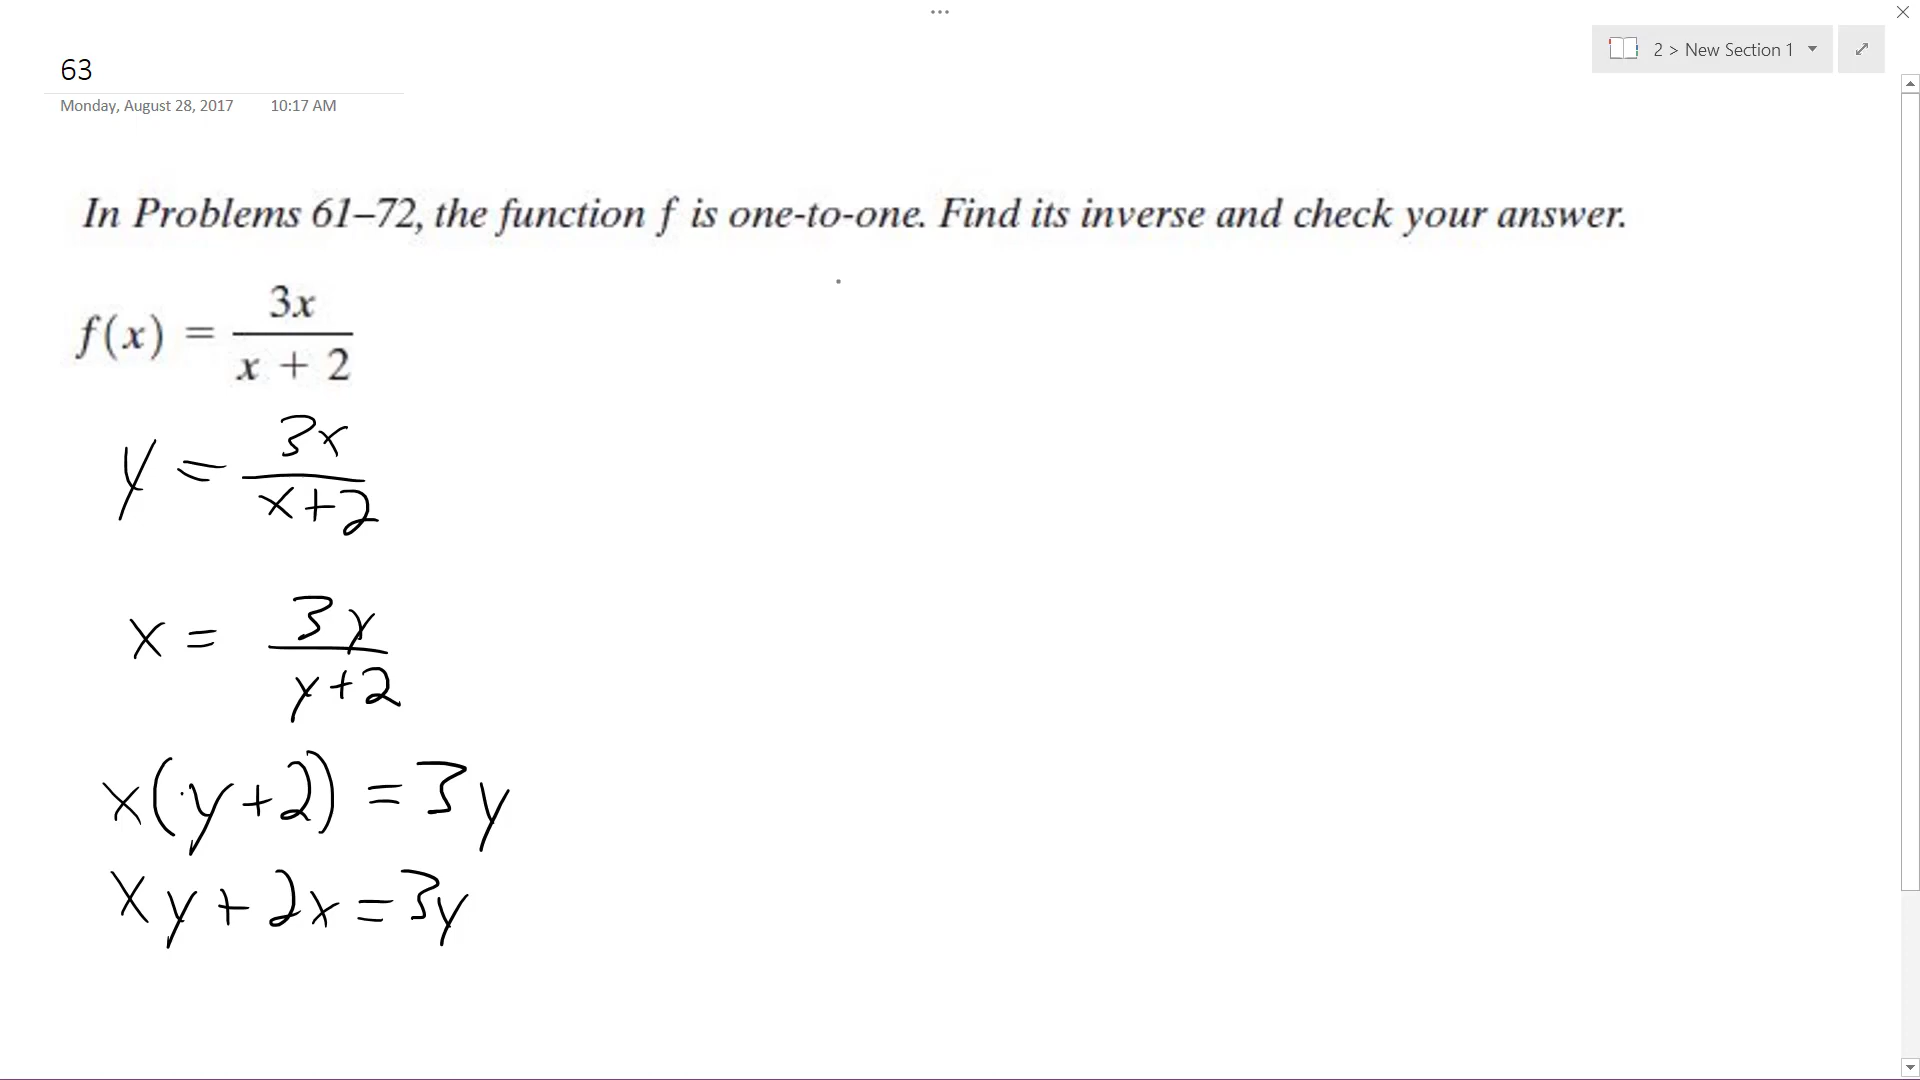 2 > New Section 1
63
Monday, August 28, 2017 10:17 AM
In Problems 61–72, the function f is one-to-one. Find its inverse and check your answer.
f(x) = 3x / x + 2
y = 3x / x+2
x = 3y / y+2
x(y+2) = 3y
xy+2x=3y